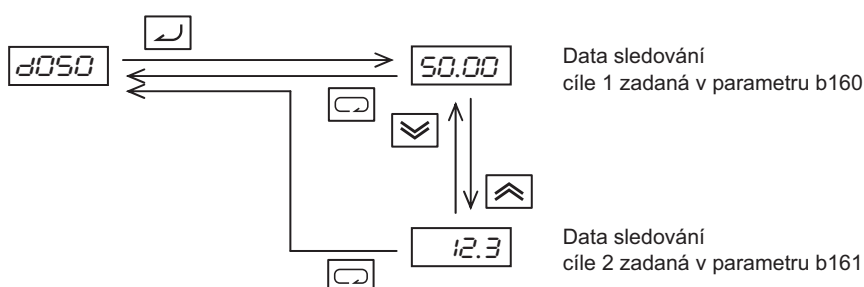 d050
50.00
Data sledování
cíle 1 zadaná v parametru b160
12.3
Data sledování
cíle 2 zadaná v parametru b161